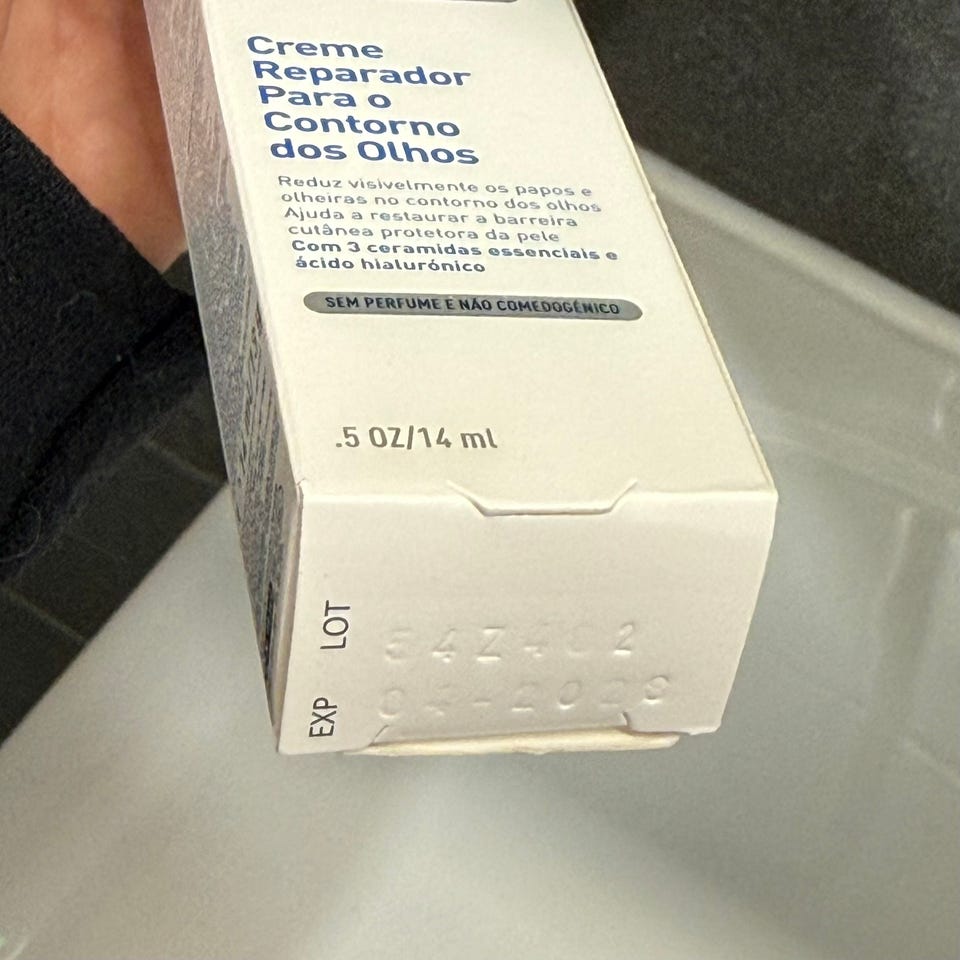 Creme
Reparador
Para o
Contorno
dos Olhos
Reduz visivelmente os papos e
olheiras no contorno dos olhos
Ajuda a restaurar a barreira
cutânea protetora da pele
Com 3 ceramidas essenciais e
ácido hialurónico
SEM PERFUME E NÃO COMEDOGÉNICO
.5 OZ/14 ml
LOT
EXP